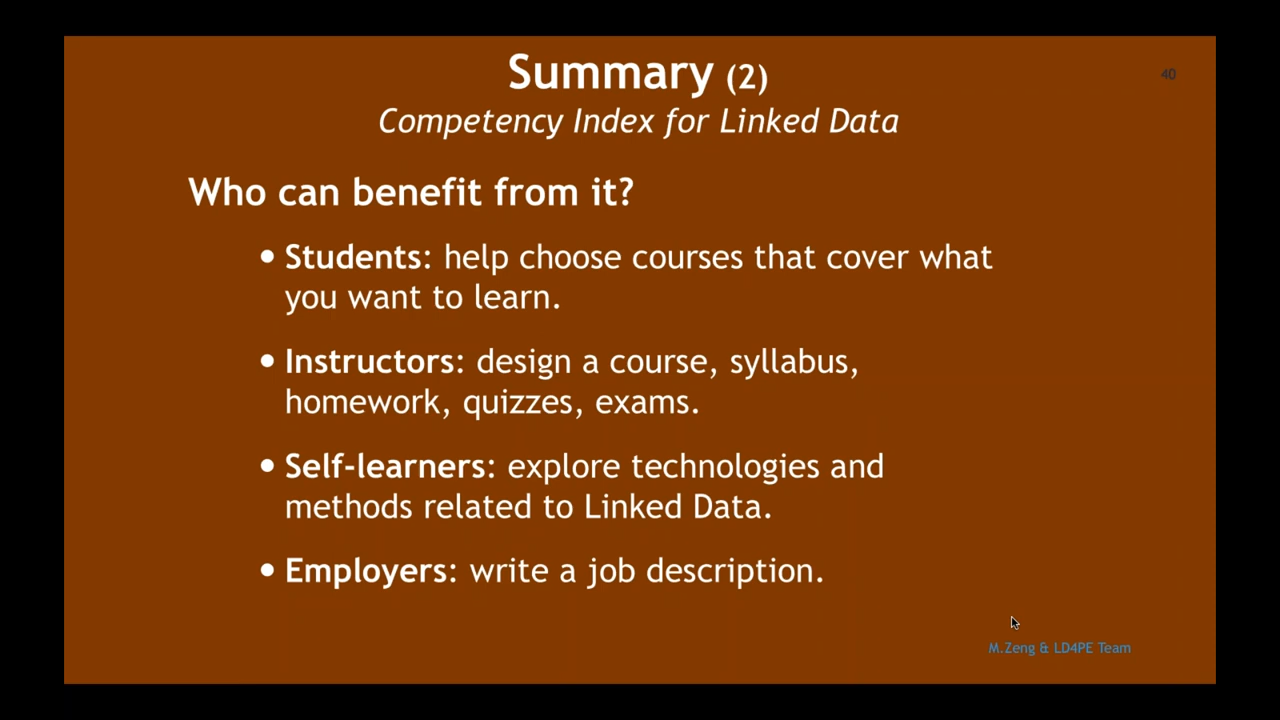 Summary (2)
40
Competency Index for Linked Data
Who can benefit from it?
• Students: help choose courses that cover what
you want to learn.
• Instructors: design a course, syllabus,
homework, quizzes, exams.
• Self-learners: explore technologies and
methods related to Linked Data.
• Employers: write a job description.
M.Zeng & LD4PE Team